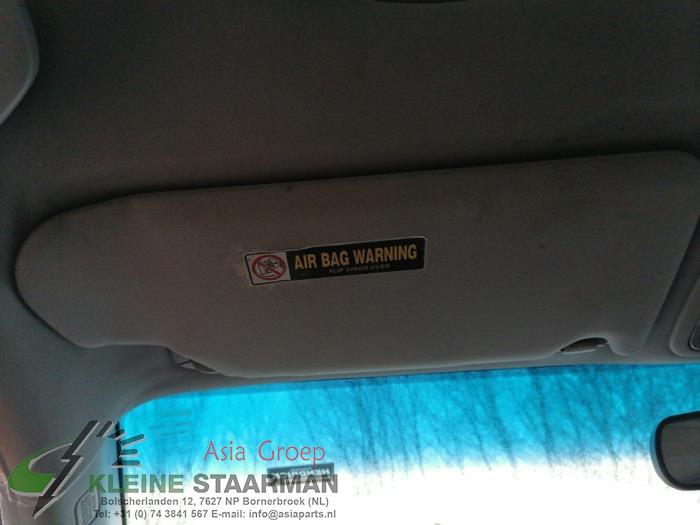 AIR BAG WARNING
FLIP VISOR OVER
Asia Groep
KLEINE STAARMAN
Bolscherlanden 12, 7627 NP Bornerbroek (NL)
Tel: +31 (0) 74 3841 567 E-mail: info@asiaparts.nl